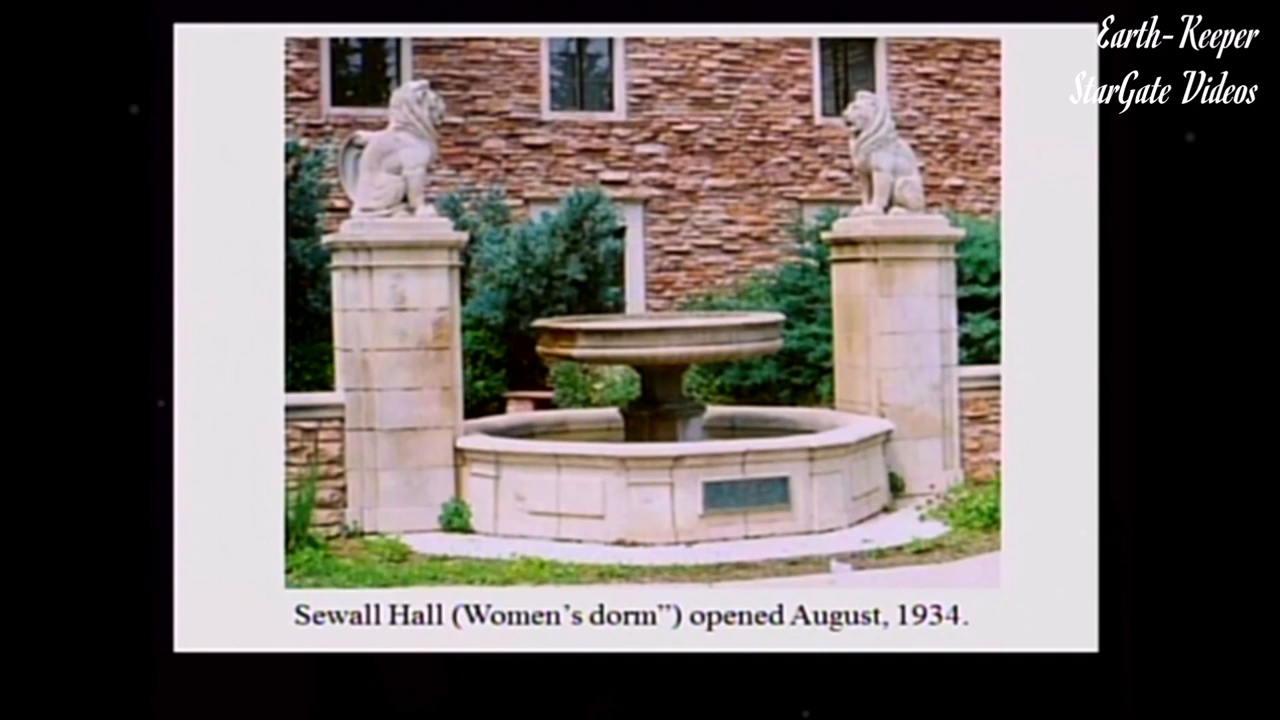 Earth-Keeper
StarGate Videos
Sewall Hall (Women's dorm") opened August, 1934.